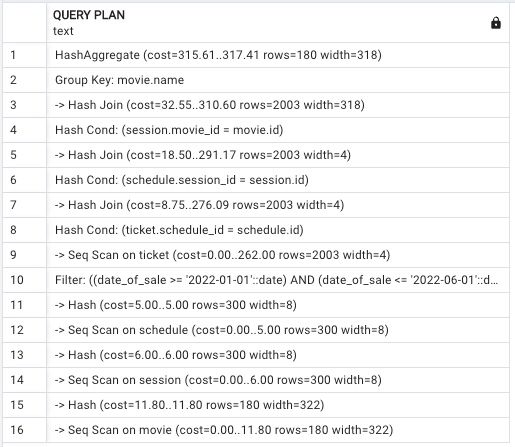 QUERY PLAN
text
1 HashAggregate (cost=315.61..317.41 rows=180 width=318)
2 Group Key: movie.name
3 -> Hash Join (cost=32.55..310.60 rows=2003 width=318)
4 Hash Cond: (session.movie_id = movie.id)
5 -> Hash Join (cost=18.50..291.17 rows=2003 width=4)
6 Hash Cond: (schedule.session_id = session.id)
7 -> Hash Join (cost=8.75..276.09 rows=2003 width=4)
8 Hash Cond: (ticket.schedule_id = schedule.id)
9 -> Seq Scan on ticket (cost=0.00..262.00 rows=2003 width=4)
10 Filter: ((date_of_sale >= '2022-01-01'::date) AND (date_of_sale <= '2022-06-01'::d...
11 -> Hash (cost=5.00..5.00 rows=300 width=8)
12 -> Seq Scan on schedule (cost=0.00..5.00 rows=300 width=8)
13 -> Hash (cost=6.00..6.00 rows=300 width=8)
14 -> Seq Scan on session (cost=0.00..6.00 rows=300 width=8)
15 -> Hash (cost=11.80..11.80 rows=180 width=322)
16 -> Seq Scan on movie (cost=0.00..11.80 rows=180 width=322)